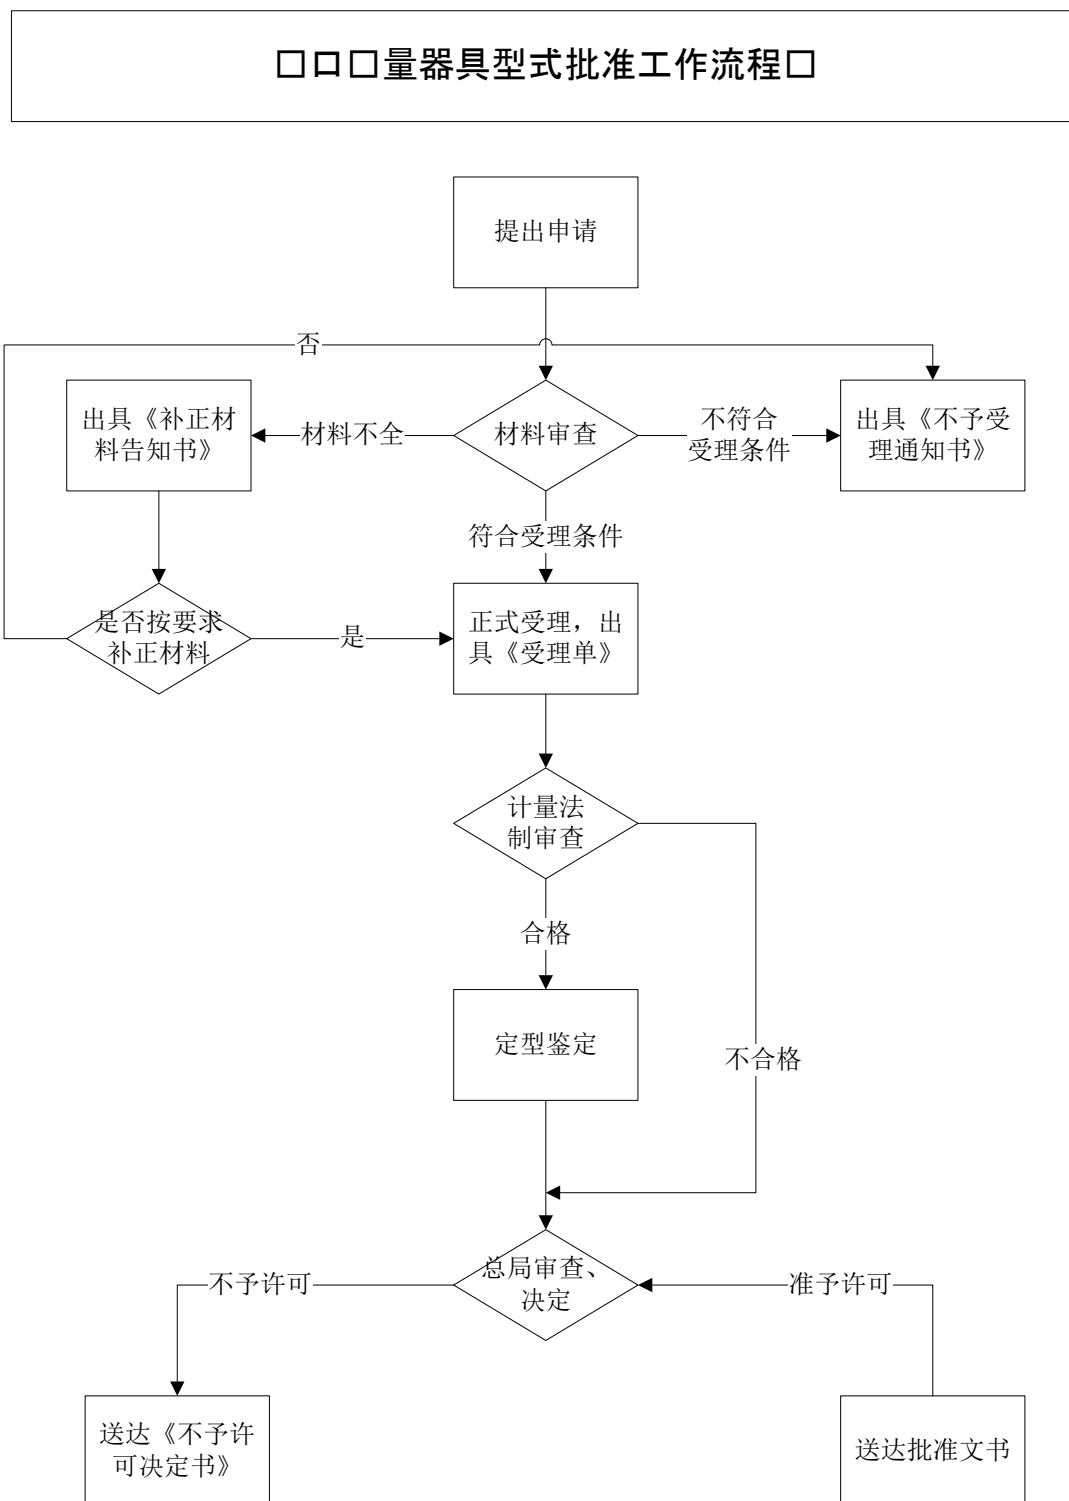 □□□量器具型式批准工作流程□
提出申请
否
出具《补正材
料告知书》
材料不全
材料审查
不符合
受理条件
出具《不予受
理通知书》
符合受理条件
是否按要求
补正材料
是
正式受理，出
具《受理单》
计量法
制审查
合格
定型鉴定
不合格
总局审查、
决定
不予许可
准予许可
送达《不予许
可决定书》
送达批准文书